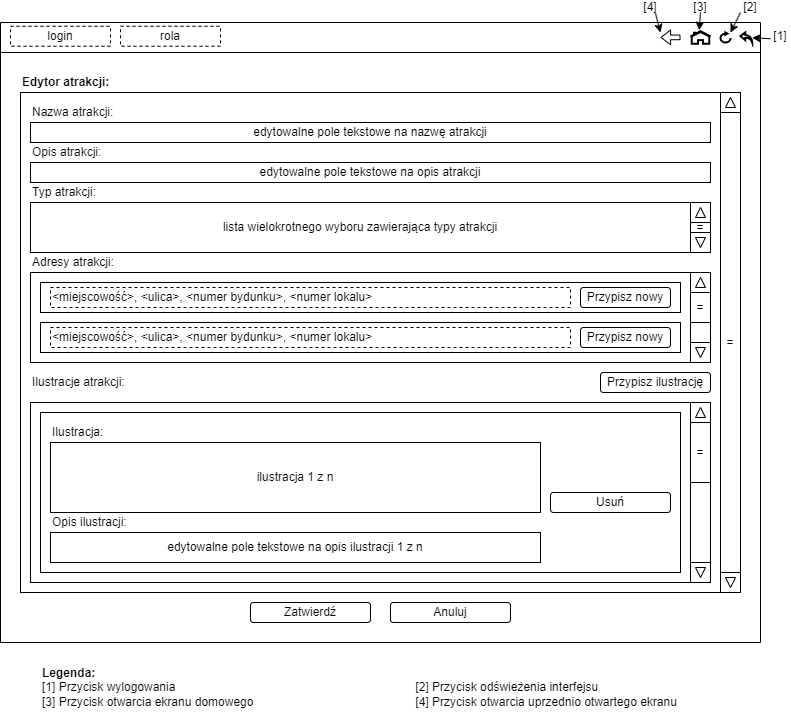 [4]
[3]
[2]
login
rola
[1]
Edytor atrakcji:
Nazwa atrakcji:
edytowalne pole tekstowe na nazwę atrakcji
Opis atrakcji:
edytowalne pole tekstowe na opis atrakcji
Typ atrakcji:
lista wielokrotnego wyboru zawierająca typy atrakcji
=
Adresy atrakcji:
<miejscowość>, <ulica>, <numer bydunku>, <numer lokalu>
Przypisz nowy
=
<miejscowość>, <ulica>, <numer bydunku>, <numer lokalu>
Przypisz nowy
=
Ilustracje atrakcji:
Przypisz ilustrację
Ilustracja:
=
ilustracja 1 z n
Usuń
Opis ilustracji:
edytowalne pole tekstowe na opis ilustracji 1 z n
Zatwierdź
Anuluj
Legenda:
[1] Przycisk wylogowania
[2] Przycisk odświeżenia interfejsu
[3] Przycisk otwarcia ekranu domowego
[4] Przycisk otwarcia uprzednio otwartego ekranu